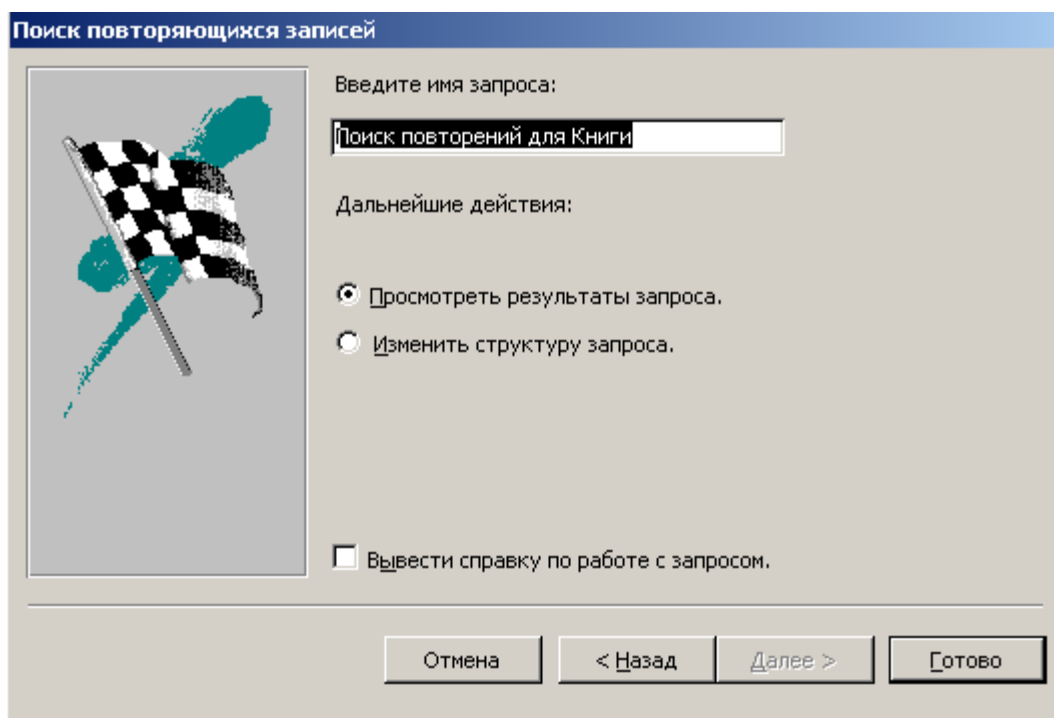 Поиск повторяющихся записей
Введите имя запроса:
Поиск повторений для Книги
Дальнейшие действия:
Просмотреть результаты запроса.
Изменить структуру запроса.
Вывести справку по работе с запросом.
Отмена
< Назад
Далее >
Готово